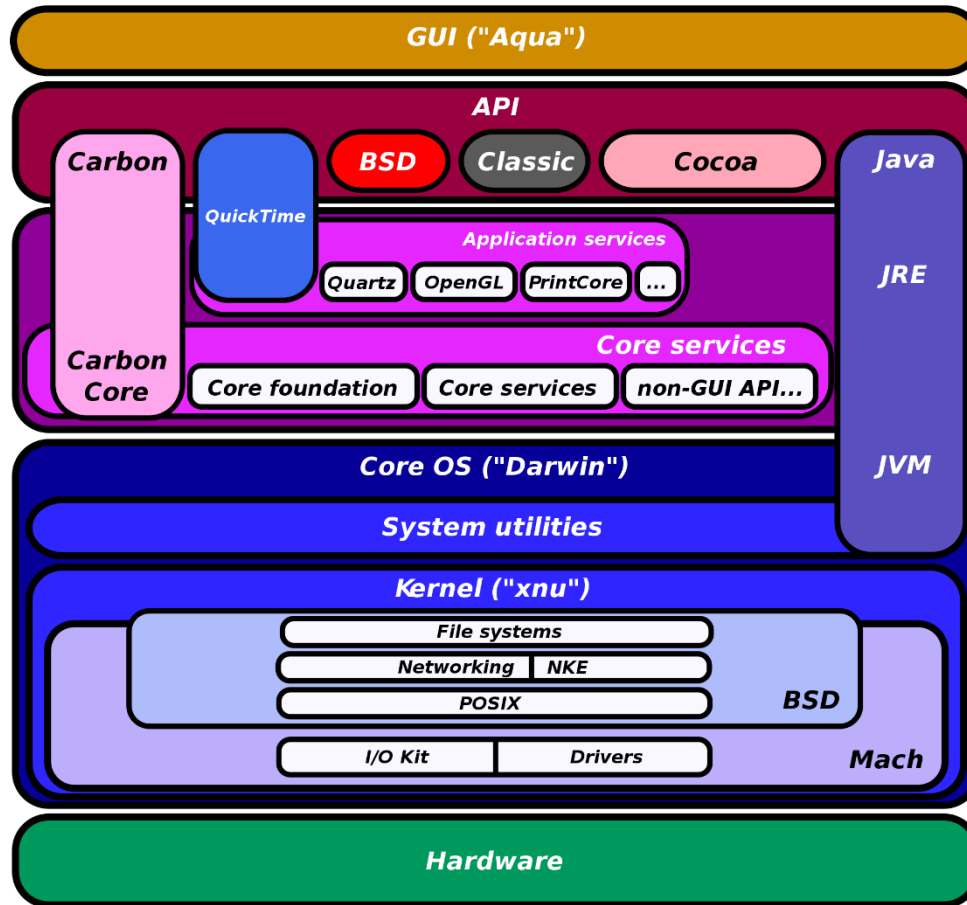 GUI ("Aqua")
API
Carbon
QuickTime
BSD
Classic
Cocoa
Java
Application services
Quartz
OpenGL
PrintCore
...
JRE
Core services
Carbon
Core
Core foundation
Core services
non-GUI API...
Core OS ("Darwin")
JVM
System utilities
Kernel ("xnu")
File systems
Networking
NKE
POSIX
BSD
I/O Kit
Drivers
Mach
Hardware